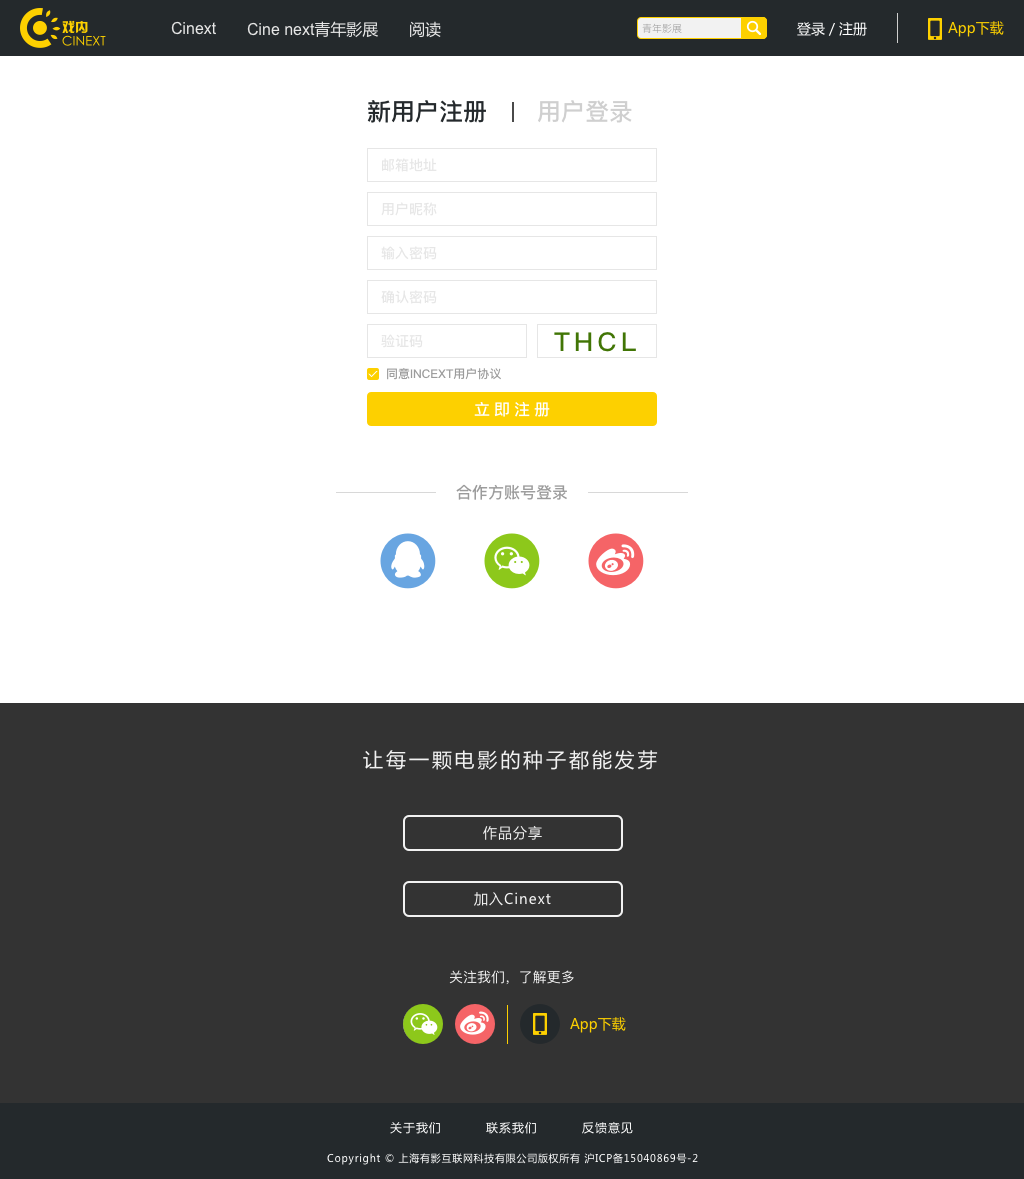 戏内
CINEXT
Cinext
Cine next青年影展
阅读
青年影展
登录 / 注册
App下载
新用户注册 | 用户登录
邮箱地址
用户昵称
输入密码
确认密码
验证码
THCL
同意INCEXT用户协议
立即注册
合作方账号登录
让每一颗电影的种子都能发芽
作品分享
加入Cinext
关注我们，了解更多
App下载
关于我们
联系我们
反馈意见
Copyright © 上海有影互联网科技有限公司版权所有 沪ICP备15040869号-2